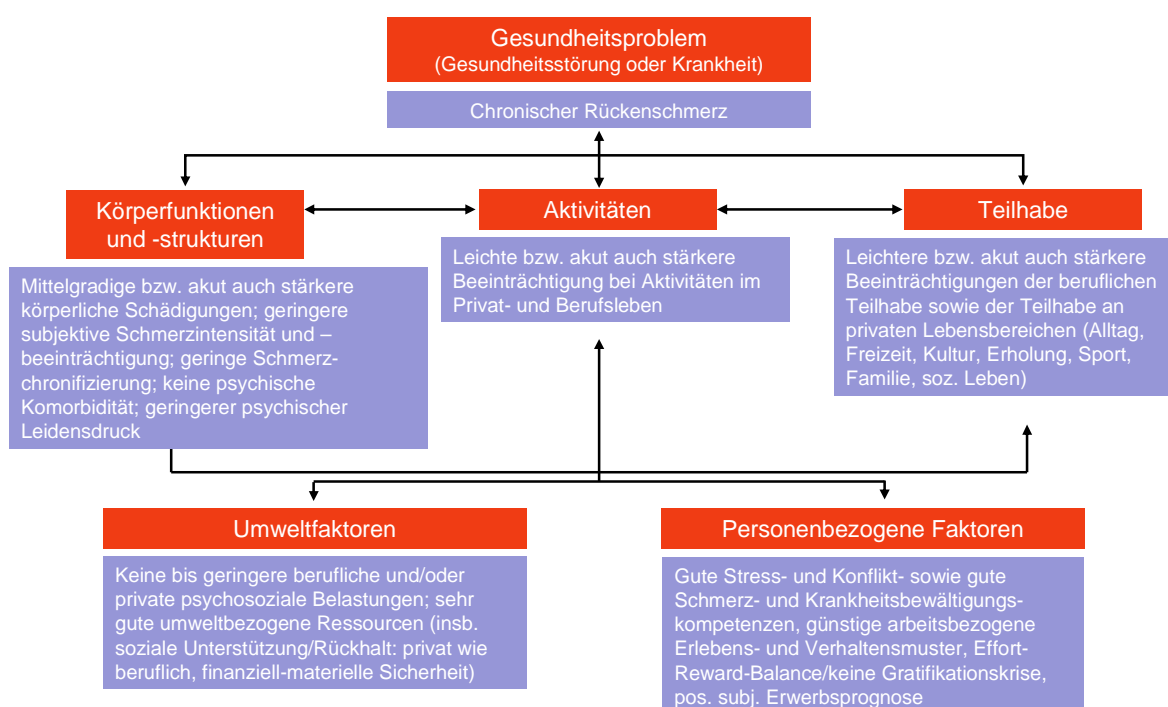 Gesundheitsproblem
(Gesundheitsstörung oder Krankheit)
Chronischer Rückenschmerz
Körperfunktionen
und -strukturen
Mittelgradige bzw. akut auch stärkere
körperliche Schädigungen; geringere
subjektive Schmerzintensität und –
beeinträchtigung; geringe Schmerz-
chronifizierung; keine psychische
Komorbidität; geringerer psychischer
Leidensdruck
Aktivitäten
Leichte bzw. akut auch stärkere
Beeinträchtigung bei Aktivitäten im
Privat- und Berufsleben
Teilhabe
Leichtere bzw. akut auch stärkere
Beeinträchtigungen der beruflichen
Teilhabe sowie der Teilhabe an
privaten Lebensbereichen (Alltag,
Freizeit, Kultur, Erholung, Sport,
Familie, soz. Leben)
Umweltfaktoren
Keine bis geringere berufliche und/oder
private psychosoziale Belastungen; sehr
gute umweltbezogene Ressourcen (insb.
soziale Unterstützung/Rückhalt: privat wie
beruflich, finanziell-materielle Sicherheit)
Personenbezogene Faktoren
Gute Stress- und Konflikt- sowie gute
Schmerz- und Krankheitsbewältigungs-
kompetenzen, günstige arbeitsbezogene
Erlebens- und Verhaltensmuster, Effort-
Reward-Balance/keine Gratifikationskrise,
pos. subj. Erwerbsprognose